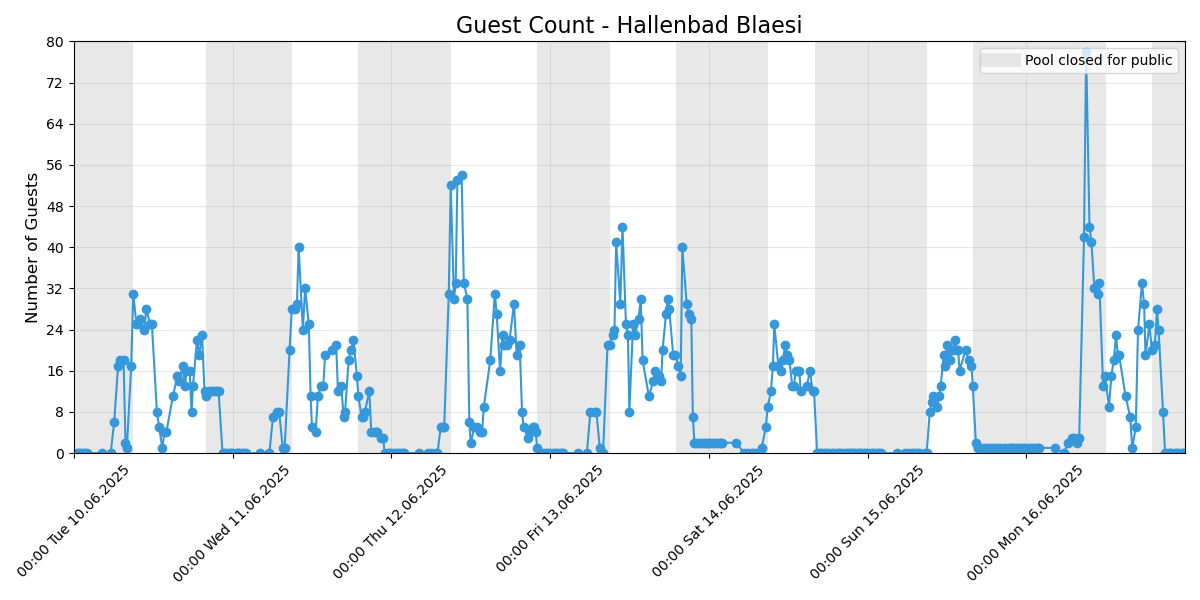 Guest Count - Hallenbad Blaesi
Pool closed for public
Number of Guests
80
72
64
56
48
40
32
24
16
8
0
00:00 Tue 10.06.2025
00:00 Wed 11.06.2025
00:00 Thu 12.06.2025
00:00 Fri 13.06.2025
00:00 Sat 14.06.2025
00:00 Sun 15.06.2025
00:00 Mon 16.06.2025